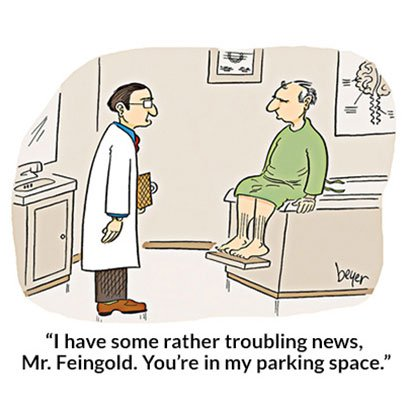 beyer
“I have some rather troubling news,
Mr. Feingold. You’re in my parking space.”